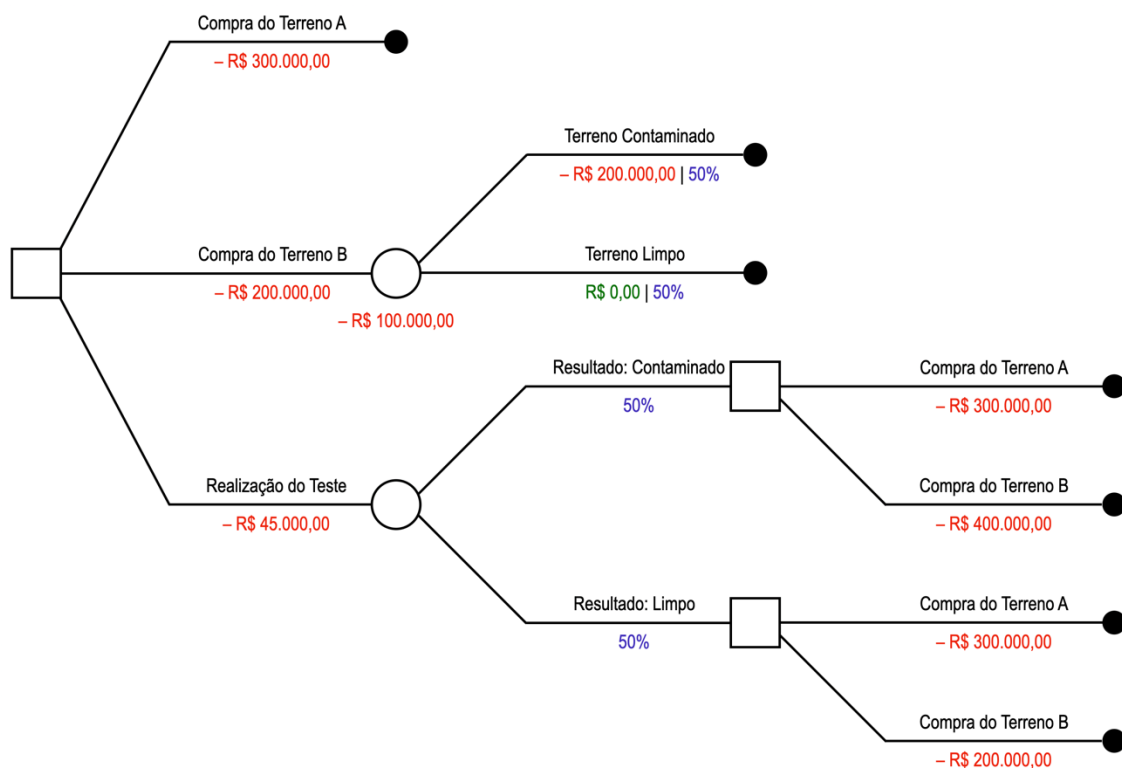 Compra do Terreno A
– R$ 300.000,00
Terreno Contaminado
– R$ 200.000,00 | 50%
Compra do Terreno B
– R$ 200.000,00
– R$ 100.000,00
Terreno Limpo
R$ 0,00 | 50%
Resultado: Contaminado
50%
Compra do Terreno A
– R$ 300.000,00
Compra do Terreno B
– R$ 400.000,00
Realização do Teste
– R$ 45.000,00
Resultado: Limpo
50%
Compra do Terreno A
– R$ 300.000,00
Compra do Terreno B
– R$ 200.000,00